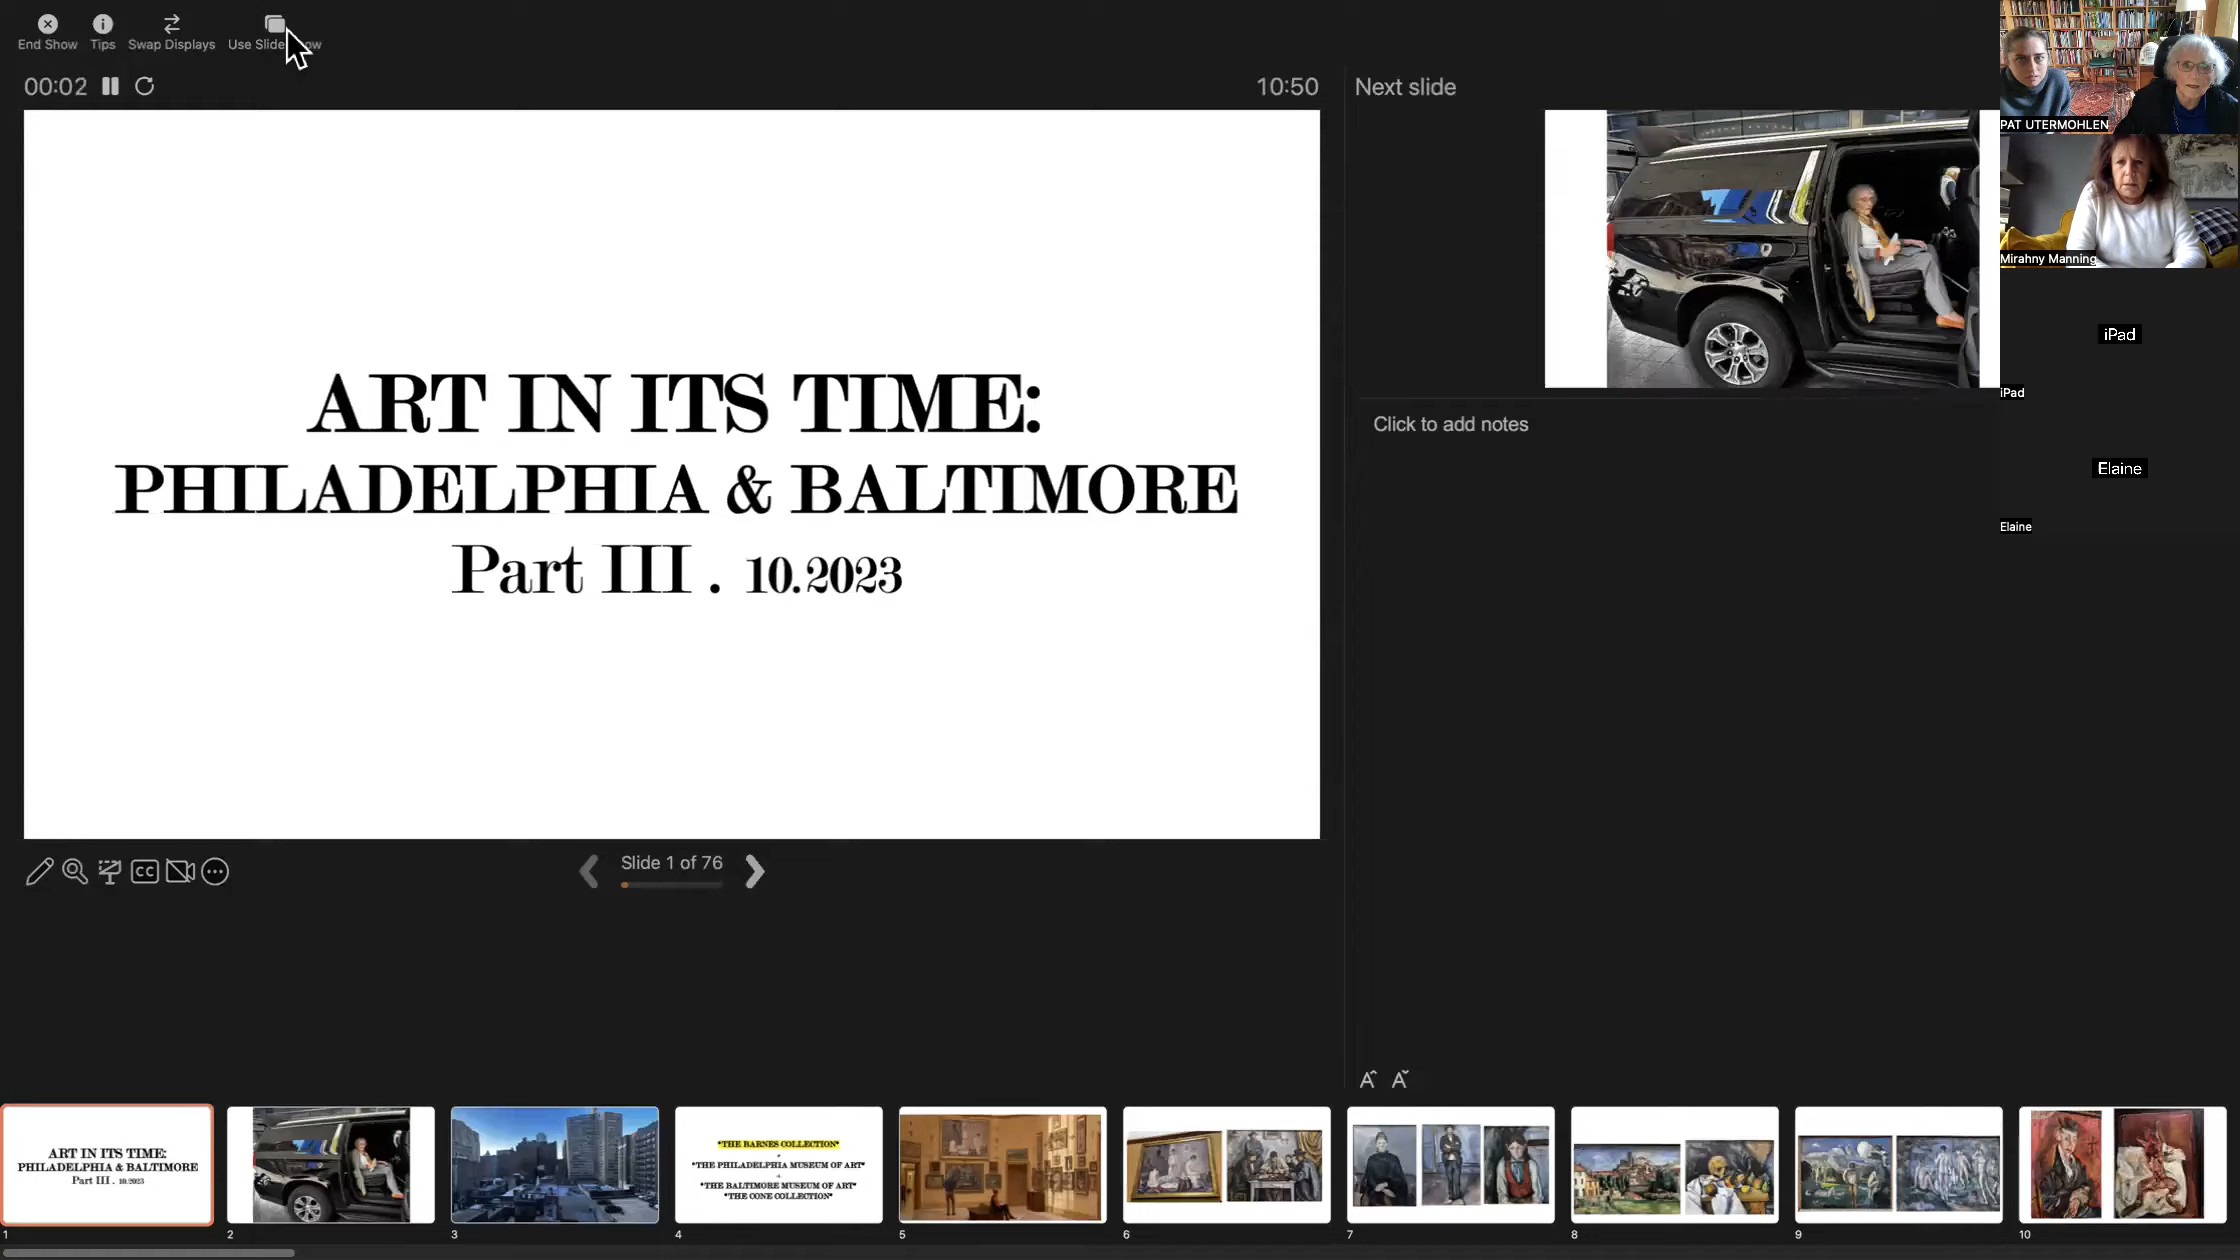 End Show
Tips
Swap Displays
00:02
10:50
ART IN ITS TIME:
PHILADELPHIA & BALTIMORE
Part III . 10.2023
Slide 1 of 76
CC
Next slide
Click to add notes
A A
PAT UTERMOHLEN
Mirahny Manning
iPad
iPad
Elaine
Elaine
ART IN ITS TIME:
PHILADELPHIA & BALTIMORE
Part III . 10.2023
*THE BARNES COLLECTION*
*THE PHILADELPHIA MUSEUM OF ART*
*THE BALTIMORE MUSEUM OF ART*
*THE CONE COLLECTION*
1
2
3
4
5
6
7
8
9
10